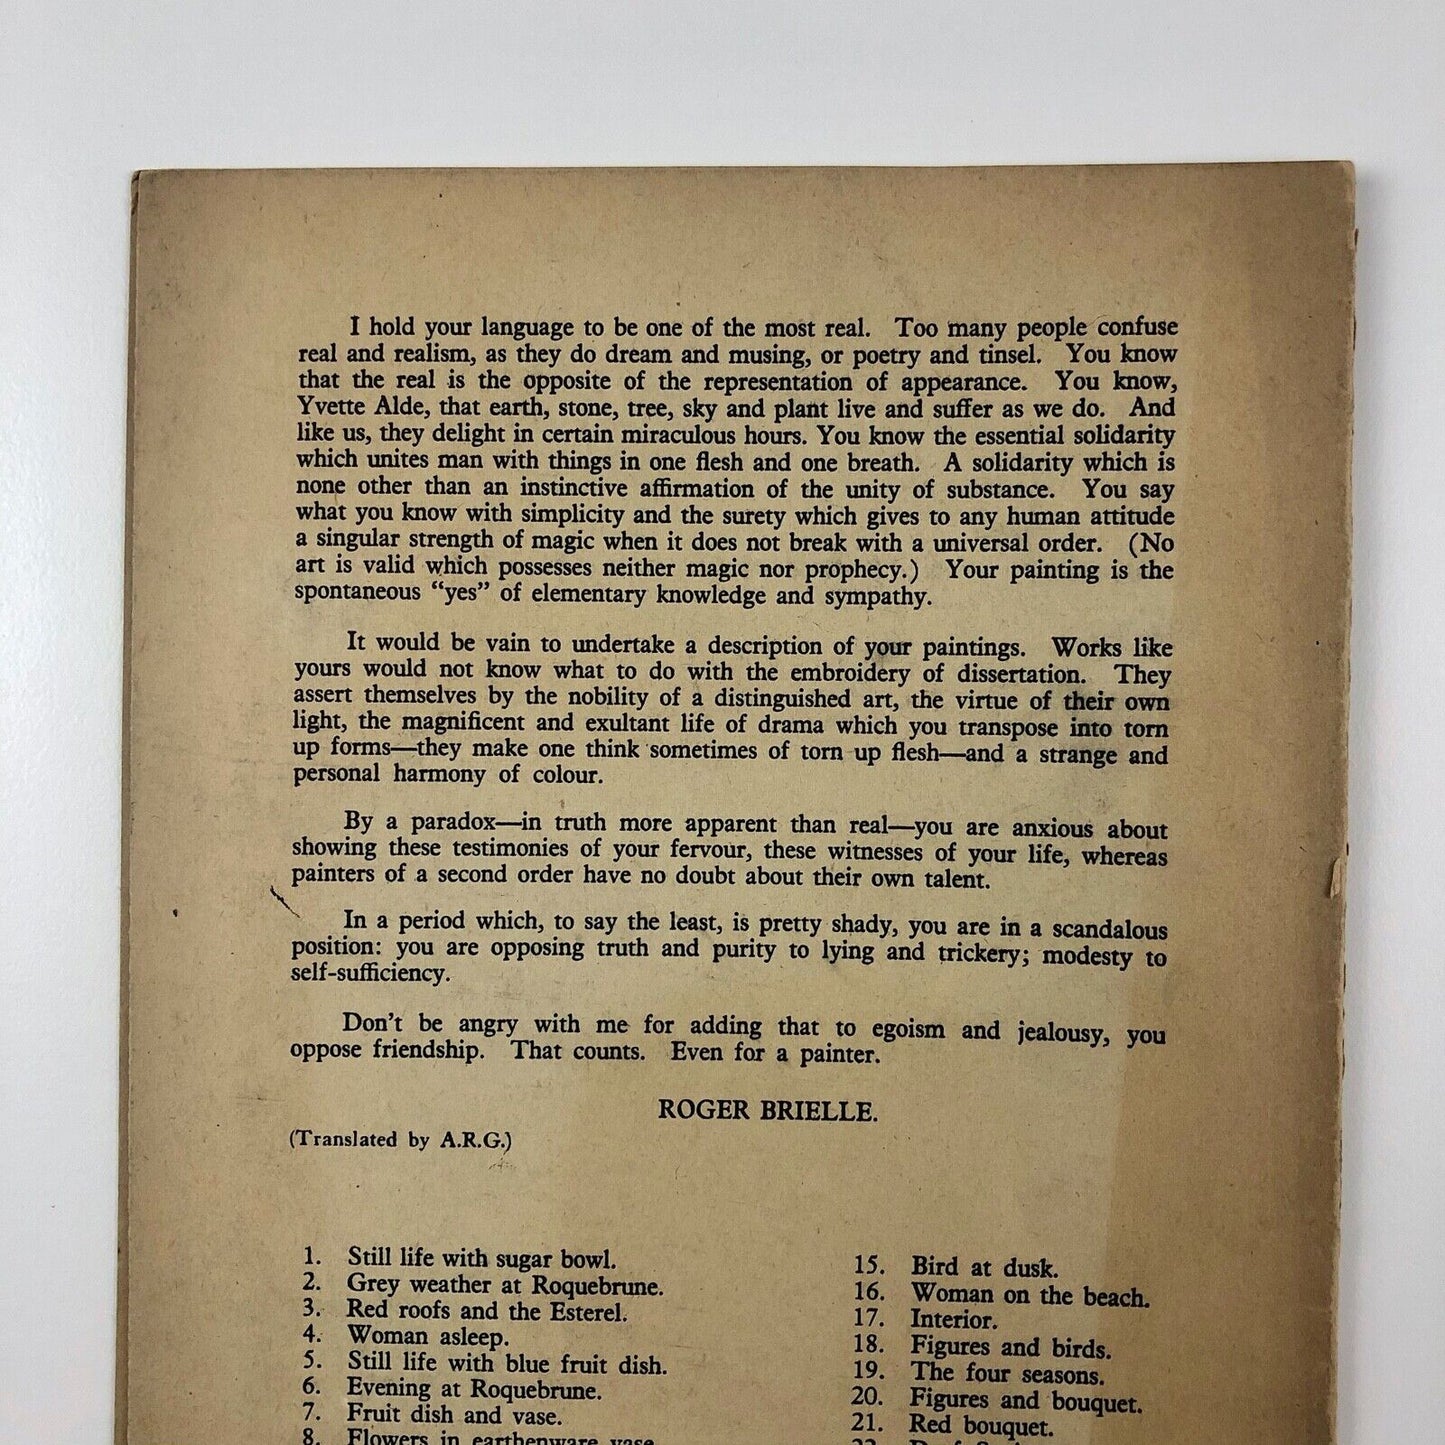 I hold your language to be one of the most real. Too many people confuse
real and realism, as they do dream and musing, or poetry and tinsel. You know
that the real is the opposite of the representation of appearance. You know,
Yvette Alde, that earth, stone, tree, sky and plant live and suffer as we do. And
like us, they delight in certain miraculous hours. You know the essential solidarity
which unites man with things in one flesh and one breath. A solidarity which is
none other than an instinctive affirmation of the unity of substance. You say
what you know with simplicity and the surety which gives to any human attitude
a singular strength of magic when it does not break with a universal order. (No
art is valid which possesses neither magic nor prophecy.) Your painting is the
spontaneous “yes” of elementary knowledge and sympathy.
It would be vain to undertake a description of your paintings. Works like
yours would not know what to do with the embroidery of dissertation. They
assert themselves by the nobility of a distinguished art, the virtue of their own
light, the magnificent and exultant life of drama which you transpose into torn
up forms—they make one think sometimes of torn up flesh—and a strange and
personal harmony of colour.
By a paradox—in truth more apparent than real—you are anxious about
showing these testimonies of your fervour, these witnesses of your life, whereas
painters of a second order have no doubt about their own talent.
In a period which, to say the least, is pretty shady, you are in a scandalous
position: you are opposing truth and purity to lying and trickery; modesty to
self-sufficiency.
Don't be angry with me for adding that to egoism and jealousy, you
oppose friendship. That counts. Even for a painter.
ROGER BRIELLE.
(Translated by A.R.G.)
1. Still life with sugar bowl.
2. Grey weather at Roquebrune.
3. Red roofs and the Esterel.
4. Woman asleep.
5. Still life with blue fruit dish.
6. Evening at Roquebrune.
7. Fruit dish and vase.
8. Flowers in earthenware vase.
15. Bird at dusk.
16. Woman on the beach.
17. Interior.
18. Figures and birds.
19. The four seasons.
20. Figures and bouquet.
21. Red bouquet.